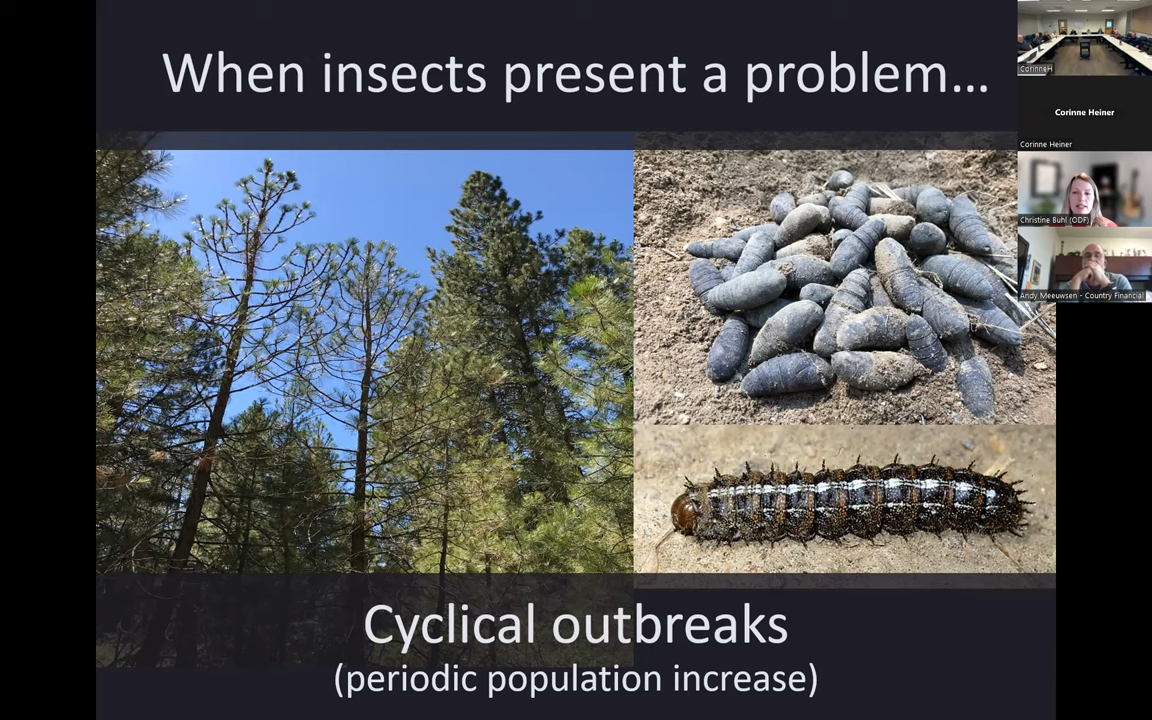 When insects present a problem...
CorinneH
Corinne Heiner
Corinne Heiner
Christine Buhl (ODF)
Andy Meeuwsen - Country Financial
Cyclical outbreaks
(periodic population increase)